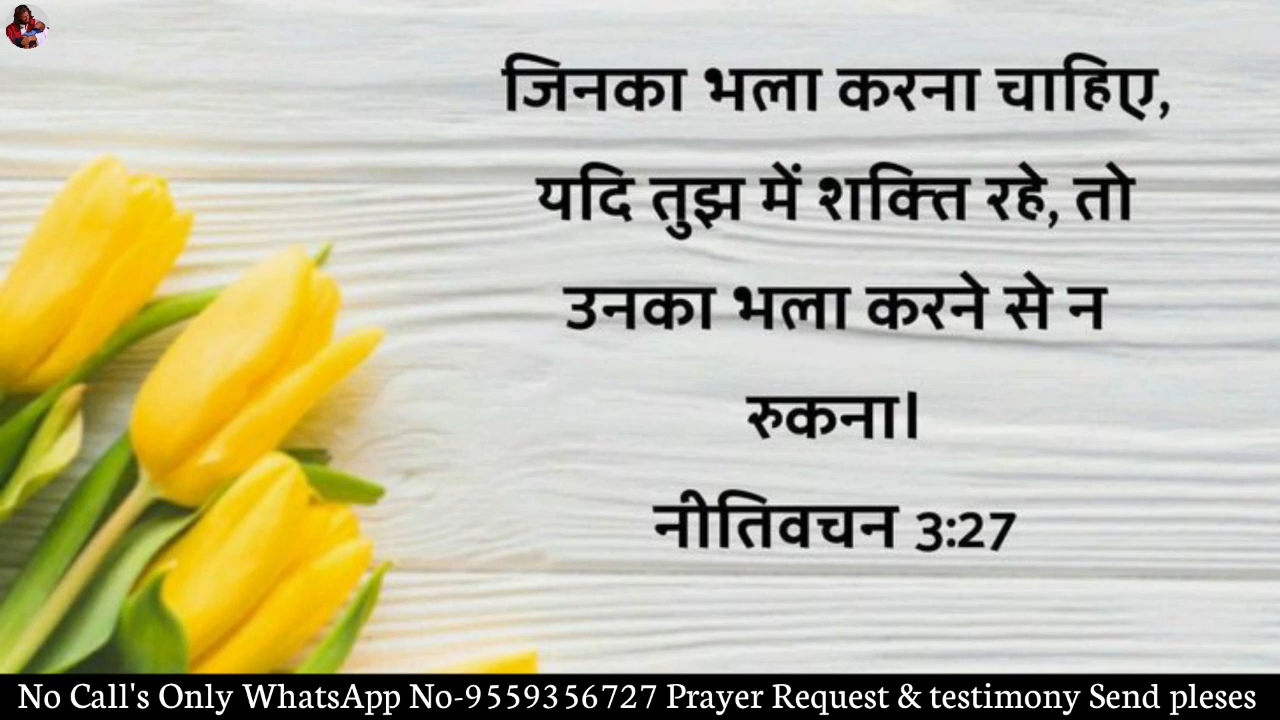 जिनका भला करना चाहिए,
यदि तुझ में शक्ति रहे, तो
उनका भला करने से न
रुकना।
नीतिवचन 3:27
No Call's Only WhatsApp No-9559356727 Prayer Request & testimony Send pleses